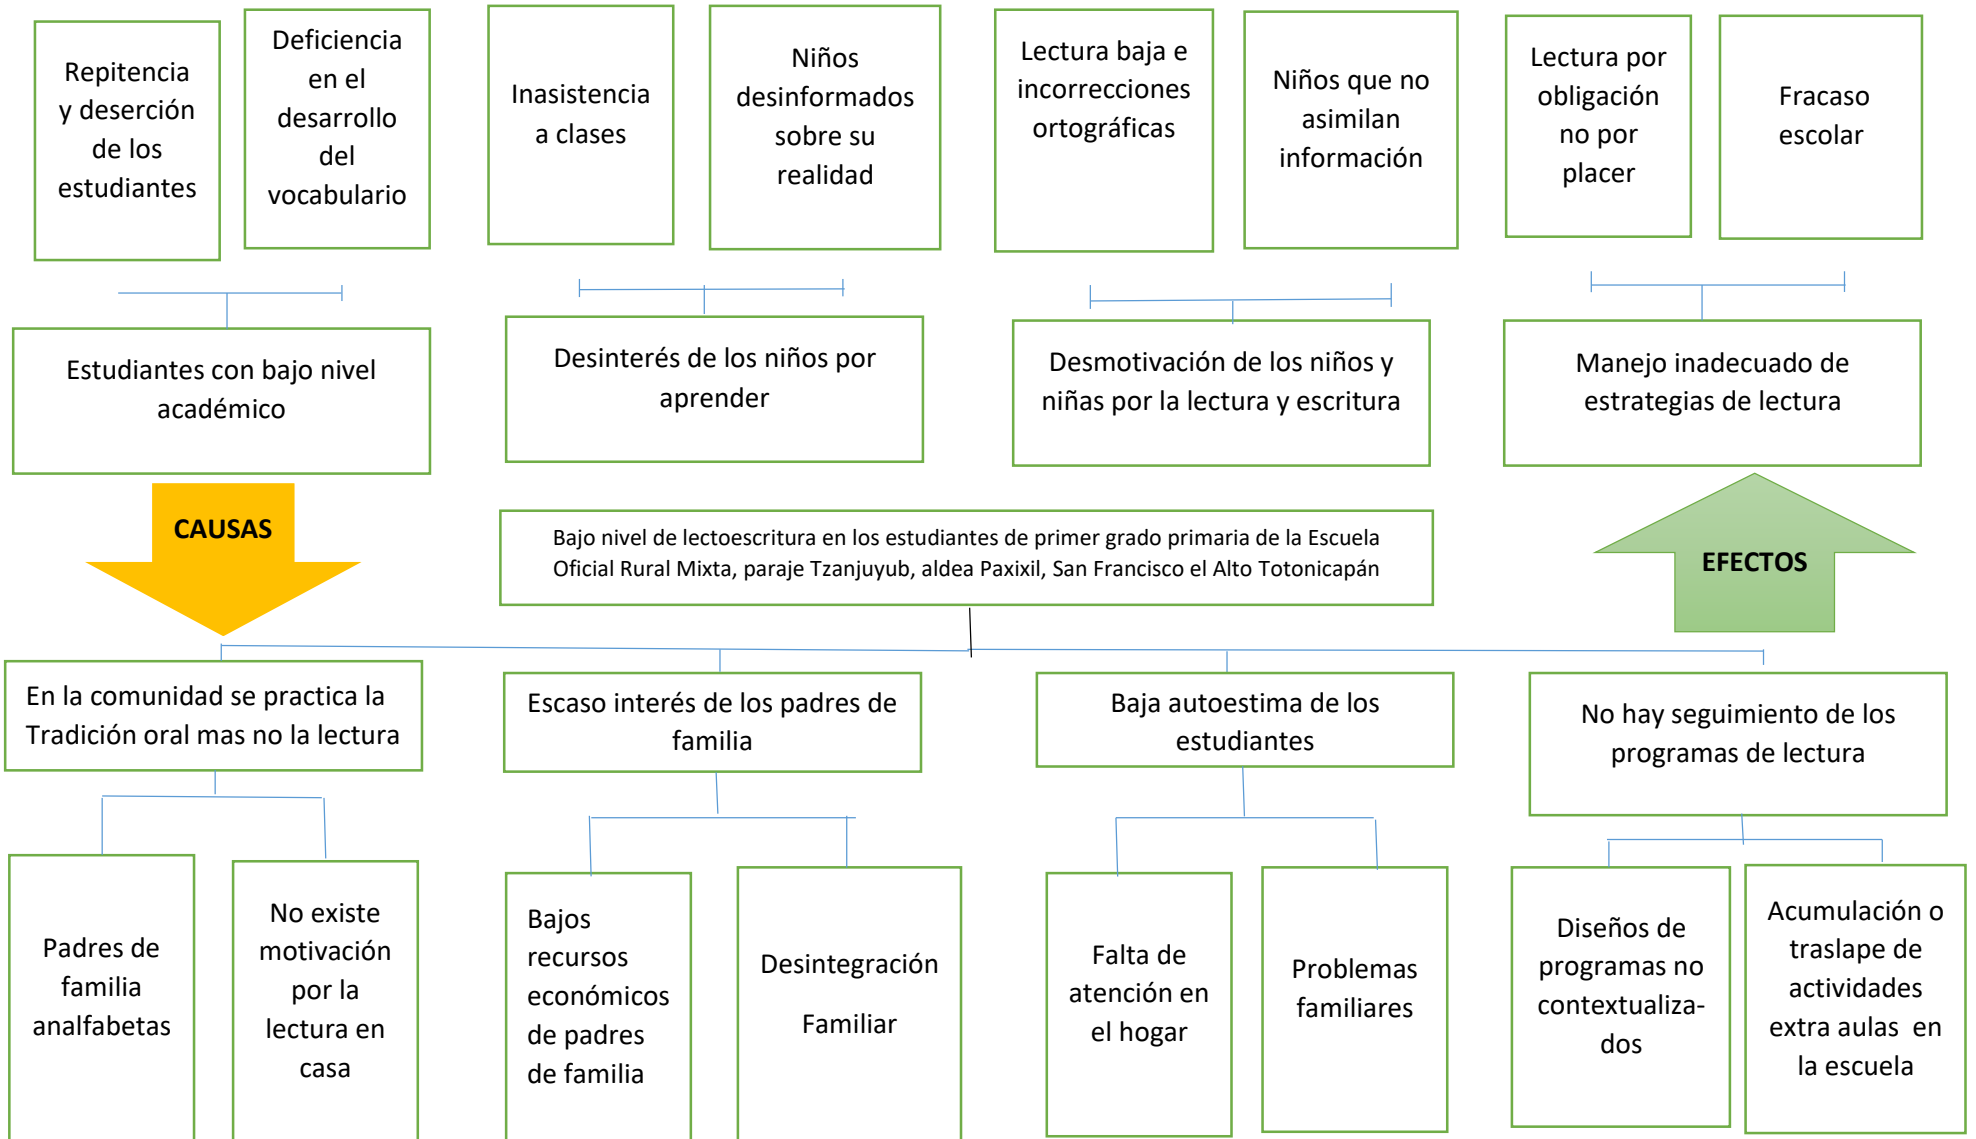 Repitencia
y deserción
de los
estudiantes
Deficiencia
en el
desarrollo
del
vocabulario
Inasistencia
a clases
Niños
desinformados
sobre su
realidad
Lectura baja e
incorrecciones
ortográficas
Niños que no
asimilan
información
Lectura por
obligación
no por
placer
Fracaso
escolar
Estudiantes con bajo nivel
académico
Desinterés de los niños por
aprender
Desmotivación de los niños y
niñas por la lectura y escritura
Manejo inadecuado de
estrategias de lectura
CAUSAS
Bajo nivel de lectoescritura en los estudiantes de primer grado primaria de la Escuela
Oficial Rural Mixta, paraje Tzanjuyub, aldea Paxixil, San Francisco el Alto Totonicapán
EFECTOS
En la comunidad se practica la
Tradición oral mas no la lectura
Escaso interés de los padres de
familia
Baja autoestima de los
estudiantes
No hay seguimiento de los
programas de lectura
Padres de
familia
analfabetas
No existe
motivación
por la
lectura en
casa
Bajos
recursos
económicos
de padres
de familia
Desintegración
Familiar
Falta de
atención en
el hogar
Problemas
familiares
Diseños de
programas no
contextualiza-
dos
Acumulación o
traslape de
actividades
extra aulas en
la escuela